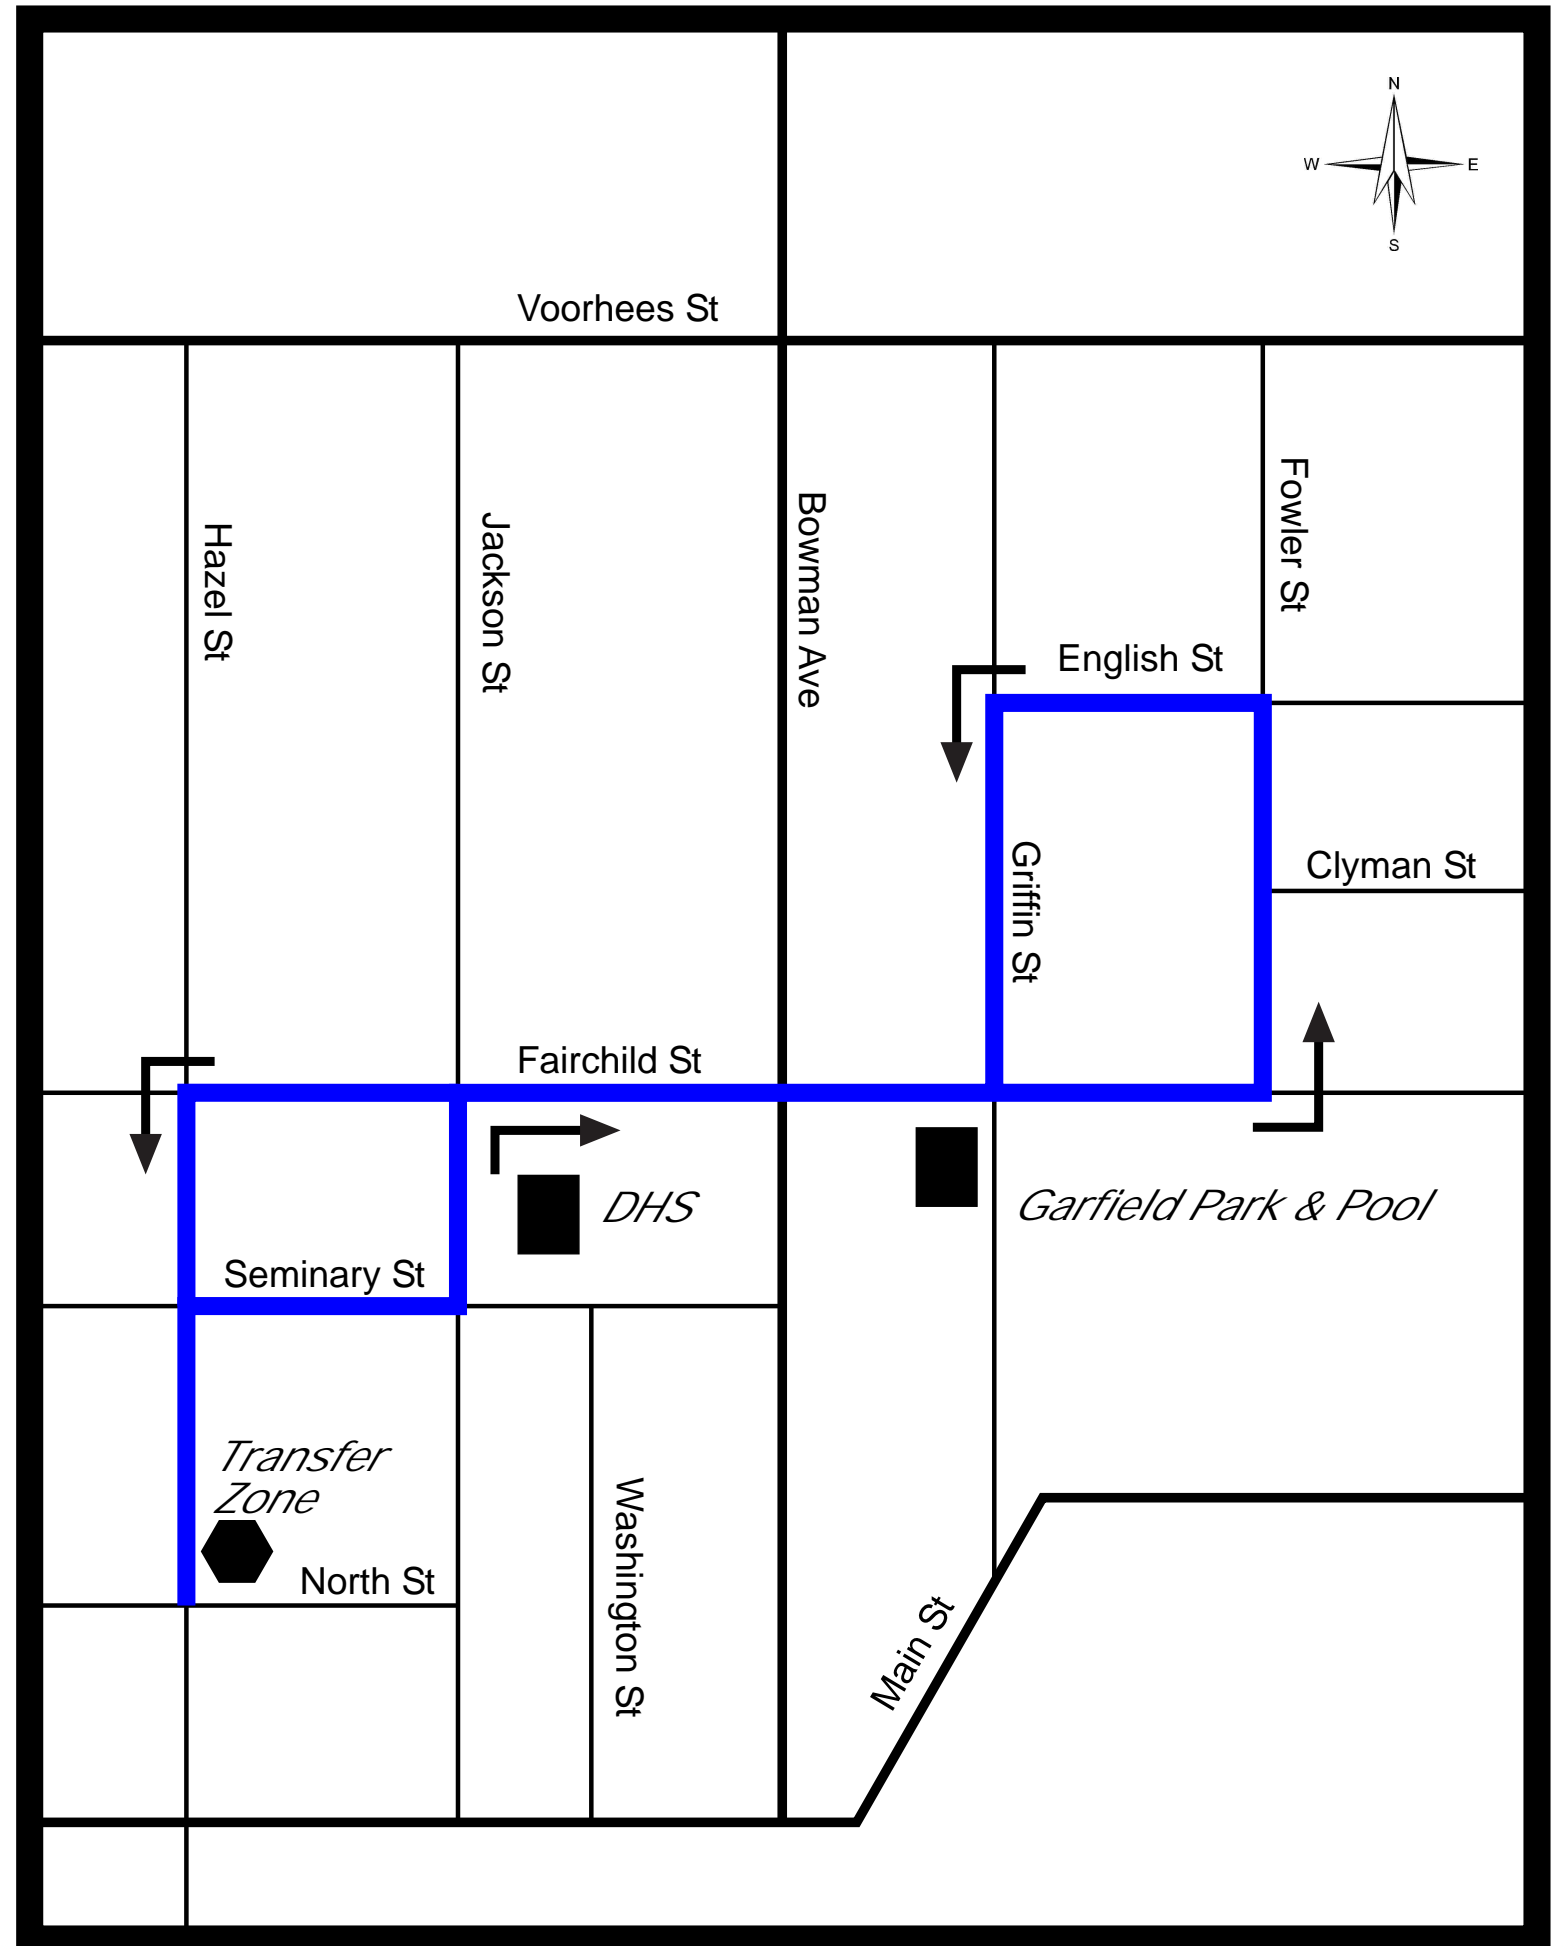 N
W
E
S
Voorhees St
Hazel St
Jackson St
Bowman Ave
Fowler St
English St
Griffin St
Clyman St
Fairchild St
DHS
Garfield Park & Pool
Seminary St
Transfer
Zone
North St
Washington St
Main St